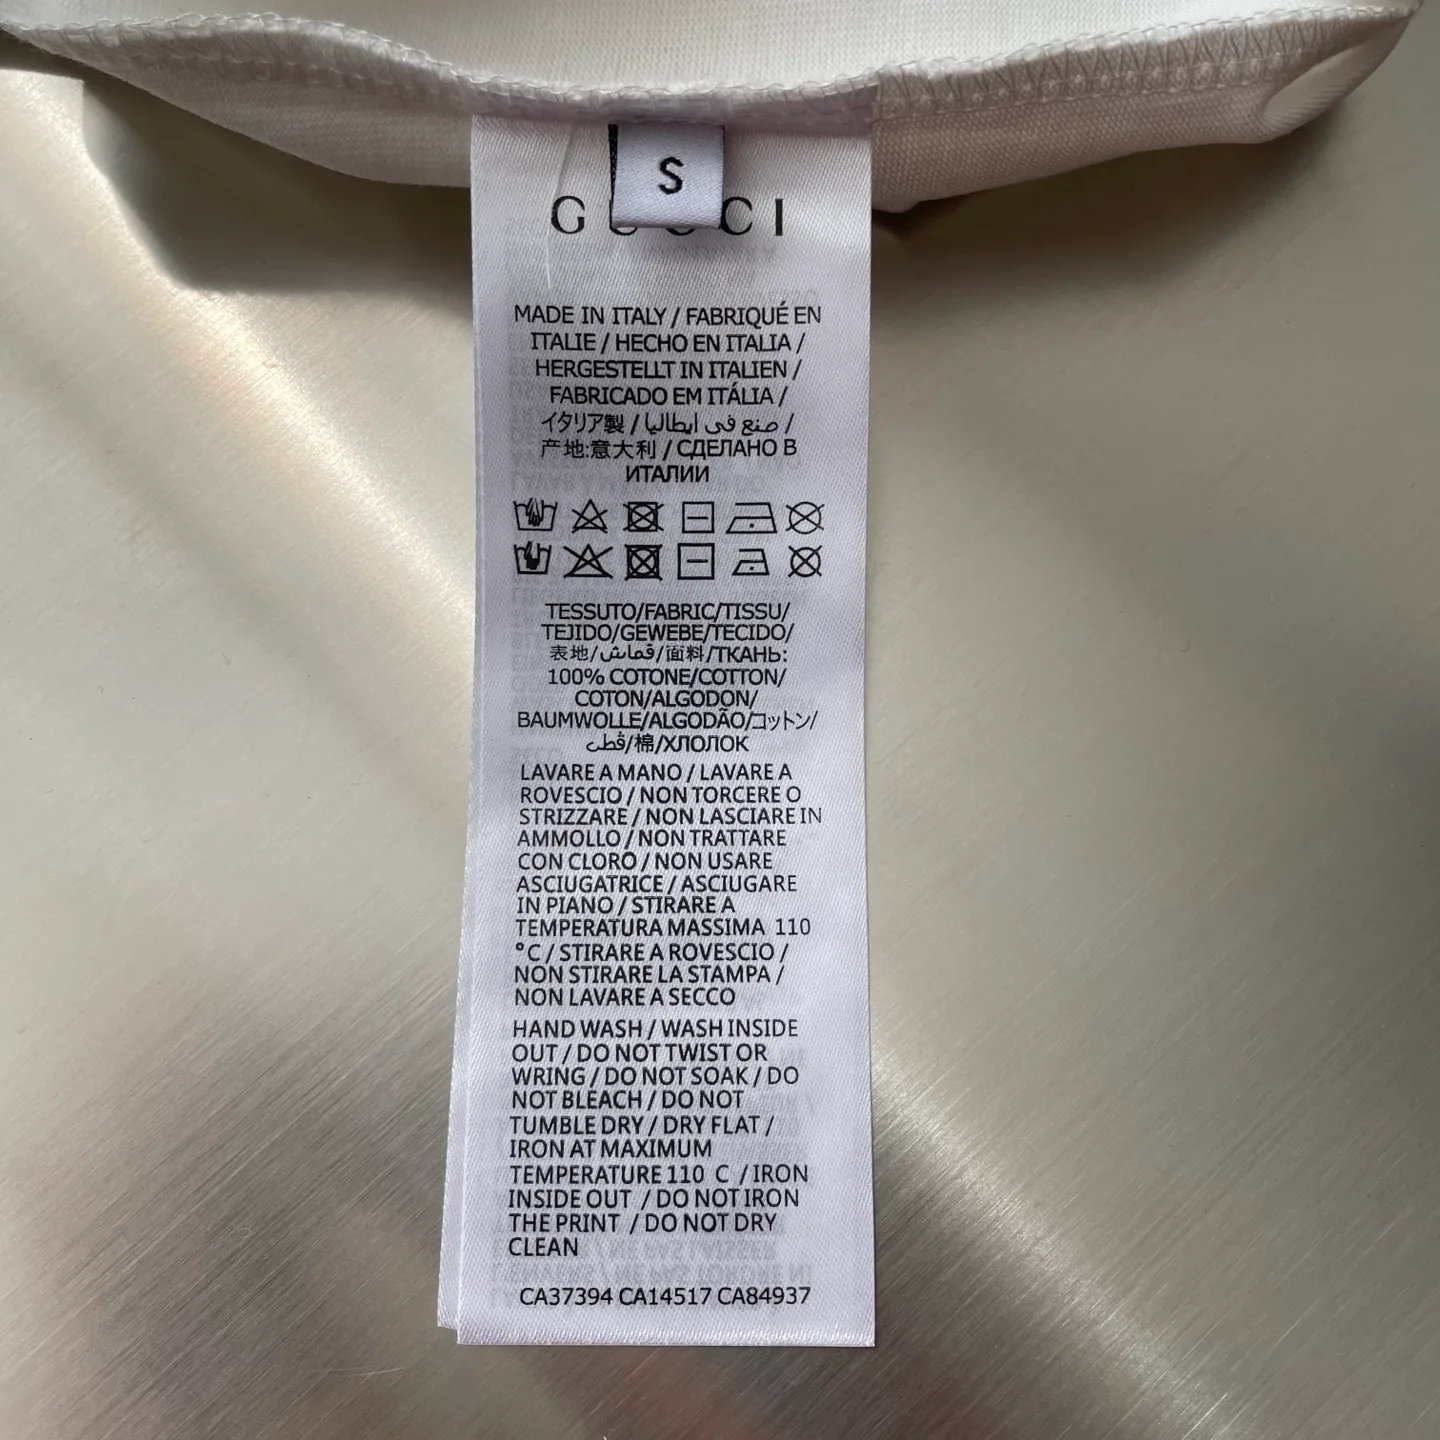 S
GUCCI
MADE IN ITALY / FABRIQUÉ EN
ITALIE / HECHO EN ITALIA /
HERGESTELLT IN ITALIEN /
FABRICADO EM ITÁLIA /
イタリア製 / صنع في ايطاليا /
产地:意大利 / СДЕЛАНО В
ИТАЛИИ
TESSUTO/FABRIC/TISSU/
TEJIDO/GEWEBE/TECIDO/
表地/قماش/面料/ТКАНЬ:
100% COTONE/COTTON/
COTON/ALGODON/
BAUMWOLLE/ALGODÃO/コットン/
قطن/棉/ХЛОПОК
LAVARE A MANO / LAVARE A
ROVESCIO / NON TORCERE O
STRIZZARE / NON LASCIARE IN
AMMOLLO / NON TRATTARE
CON CLORO / NON USARE
ASCIUGATRICE / ASCIUGARE
IN PIANO / STIRARE A
TEMPERATURA MASSIMA 110
°C / STIRARE A ROVESCIO /
NON STIRARE LA STAMPA /
NON LAVARE A SECCO
HAND WASH / WASH INSIDE
OUT / DO NOT TWIST OR
WRING / DO NOT SOAK / DO
NOT BLEACH / DO NOT
TUMBLE DRY / DRY FLAT /
IRON AT MAXIMUM
TEMPERATURE 110 C / IRON
INSIDE OUT / DO NOT IRON
THE PRINT / DO NOT DRY
CLEAN
CA37394 CA14517 CA84937